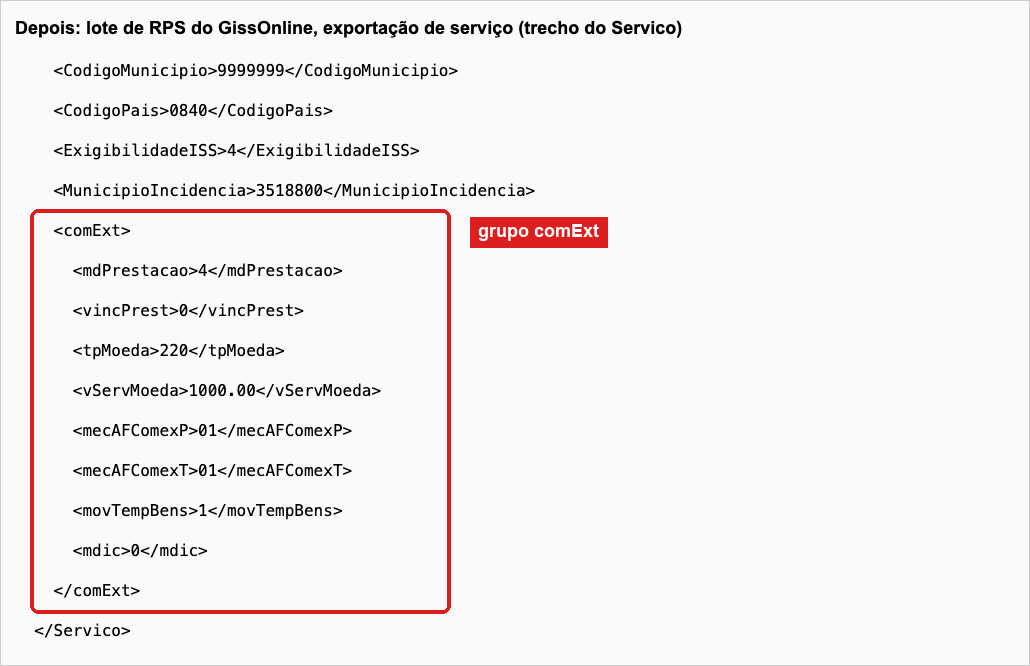 Depois: lote de RPS do GissOnline, exportação de serviço (trecho do Servico)
<CodigoMunicipio>9999999</CodigoMunicipio>
<CodigoPais>0840</CodigoPais>
<ExigibilidadeISS>4</ExigibilidadeISS>
<MunicipioIncidencia>3518800</MunicipioIncidencia>
<comExt>
grupo comExt
<mdPrestacao>4</mdPrestacao>
<vincPrest>0</vincPrest>
<tpMoeda>220</tpMoeda>
<vServMoeda>1000.00</vServMoeda>
<mecAFComexP>01</mecAFComexP>
<mecAFComexT>01</mecAFComexT>
<movTempBens>1</movTempBens>
<mdic>0</mdic>
</comExt>
</Servico>